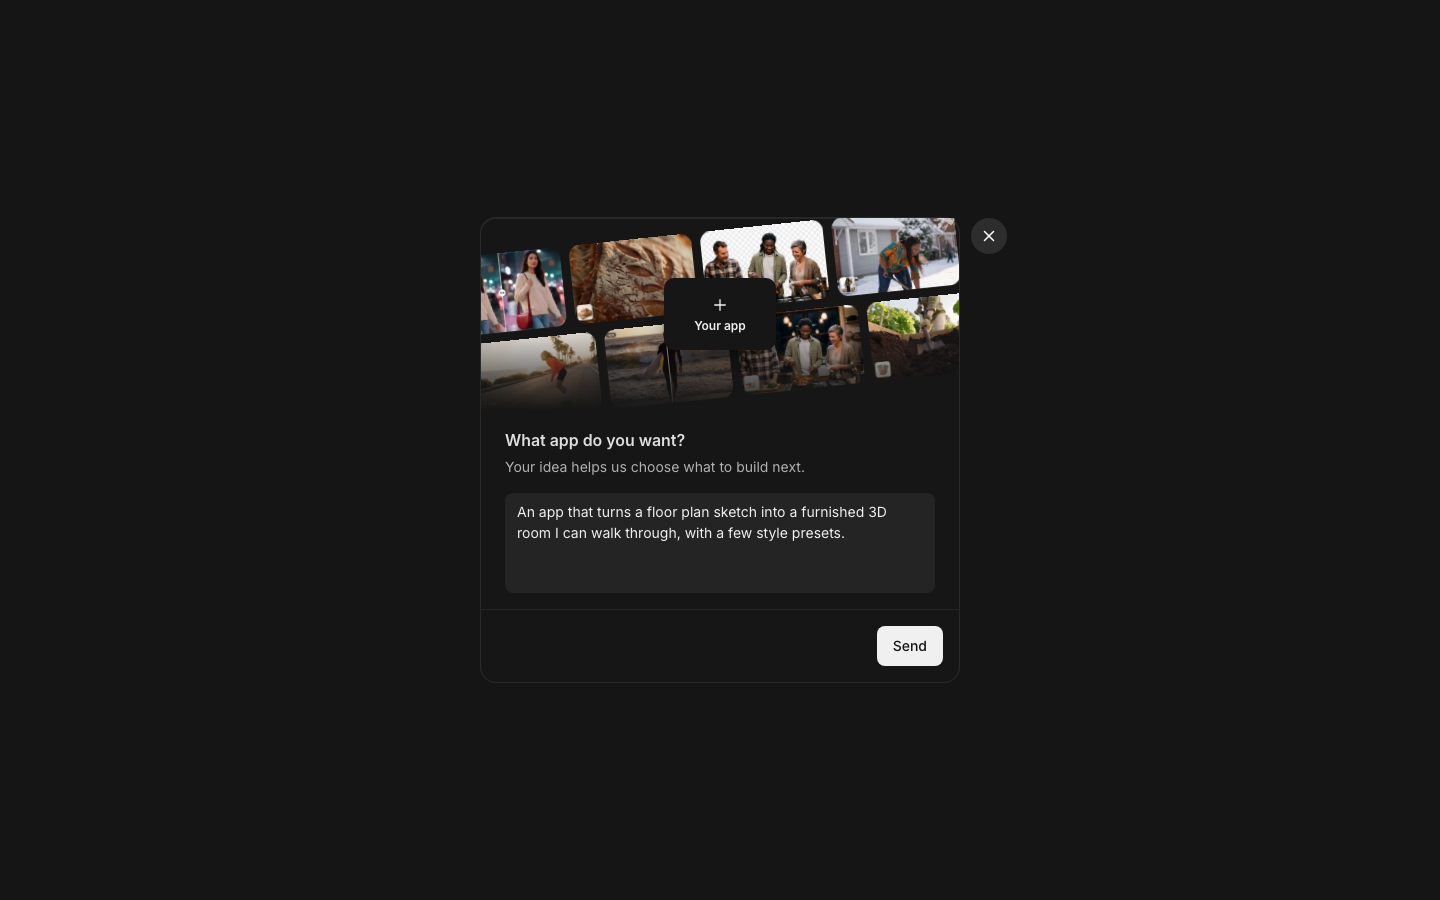 Your app
What app do you want?
Your idea helps us choose what to build next.
An app that turns a floor plan sketch into a furnished 3D
room I can walk through, with a few style presets.
Send